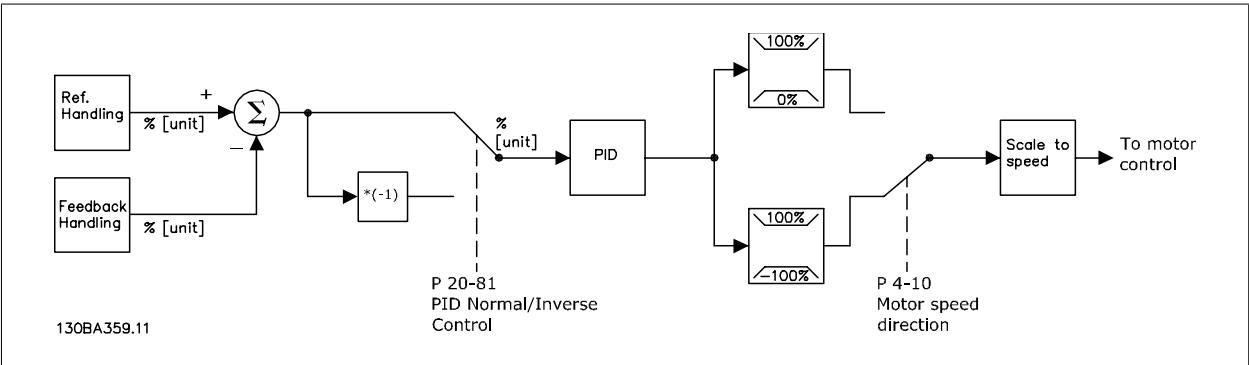 Ref.
Handling
+
% [unit]
Σ
−
Feedback
Handling
% [unit]
*(-1)
%
[unit]
PID
100%
0%
100%
−100%
Scale to
speed
To motor
control
P 20-81
PID Normal/Inverse
Control
P 4-10
Motor speed
direction
130BA359.11